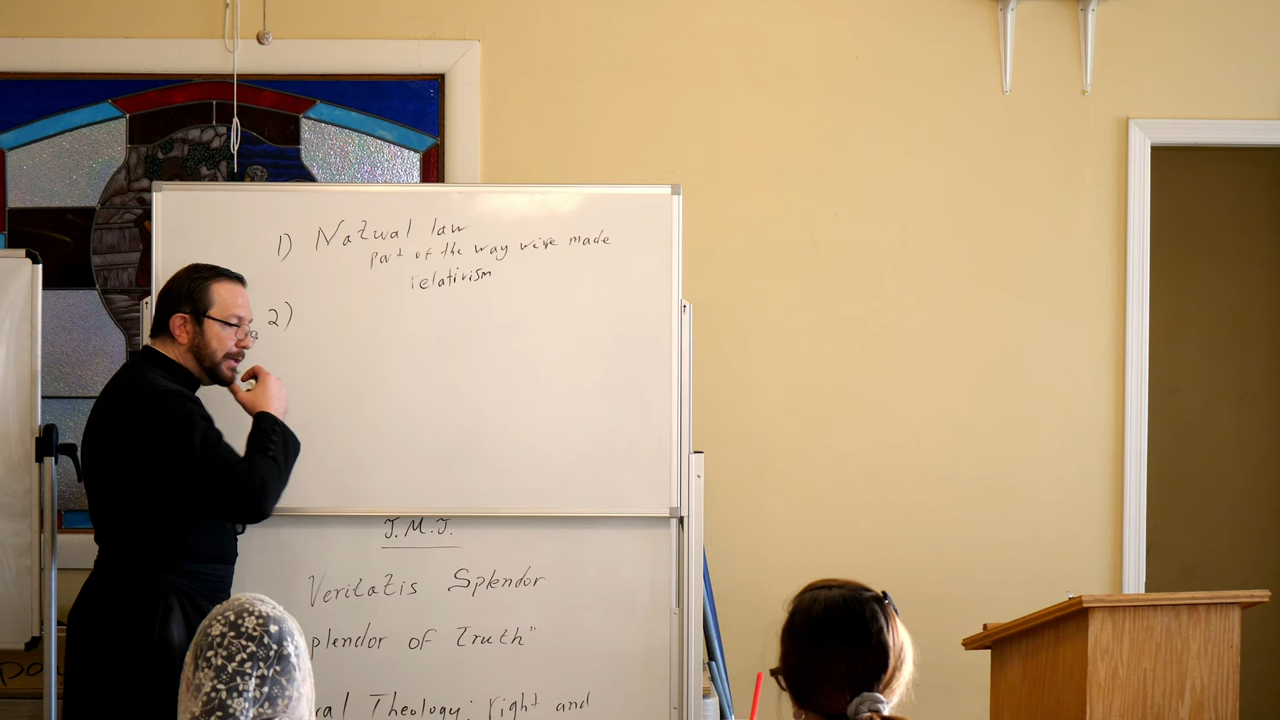 1) Natural law
part of the way we're made
relativism
2)
J.M.J.
Veritatis Splendor
plendor of Truth"
ral Theology: right and